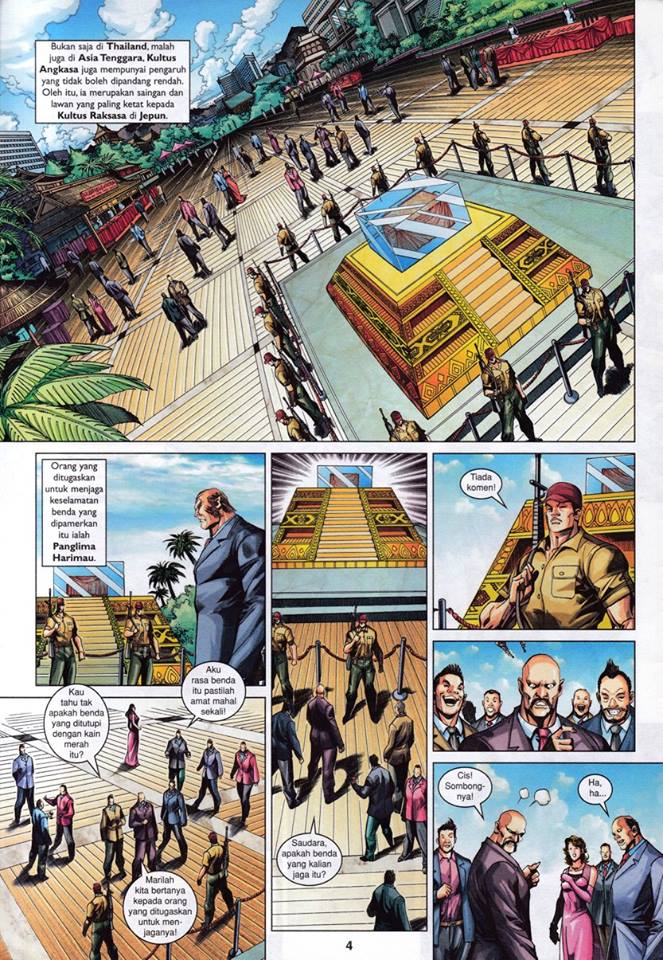 Bukan saja di Thailand, malah
juga di Asia Tenggara, Kultus
Angkasa juga mempunyai pengaruh
yang tidak boleh dipandang rendah.
Oleh itu, ia merupakan saingan dan
lawan yang paling ketat kepada
Kultus Raksasa di Jepun.
Orang yang
ditugaskan
untuk menjaga
keselamatan
benda yang
dipamerkan
itu ialah
Panglima
Harimau.
Kau
tahu tak
apakah benda
yang ditutupi
dengan kain
merah
itu?
Aku
rasa benda
itu pastilah
amat mahal
sekali!
Marilah
kita bertanya
kepada orang
yang ditugaskan
untuk men-
jaganya!
Saudara,
apakah benda
yang kalian
jaga itu?
Tiada
komen!
Cis!
Sombong-
nya!
Ha,
ha...
4